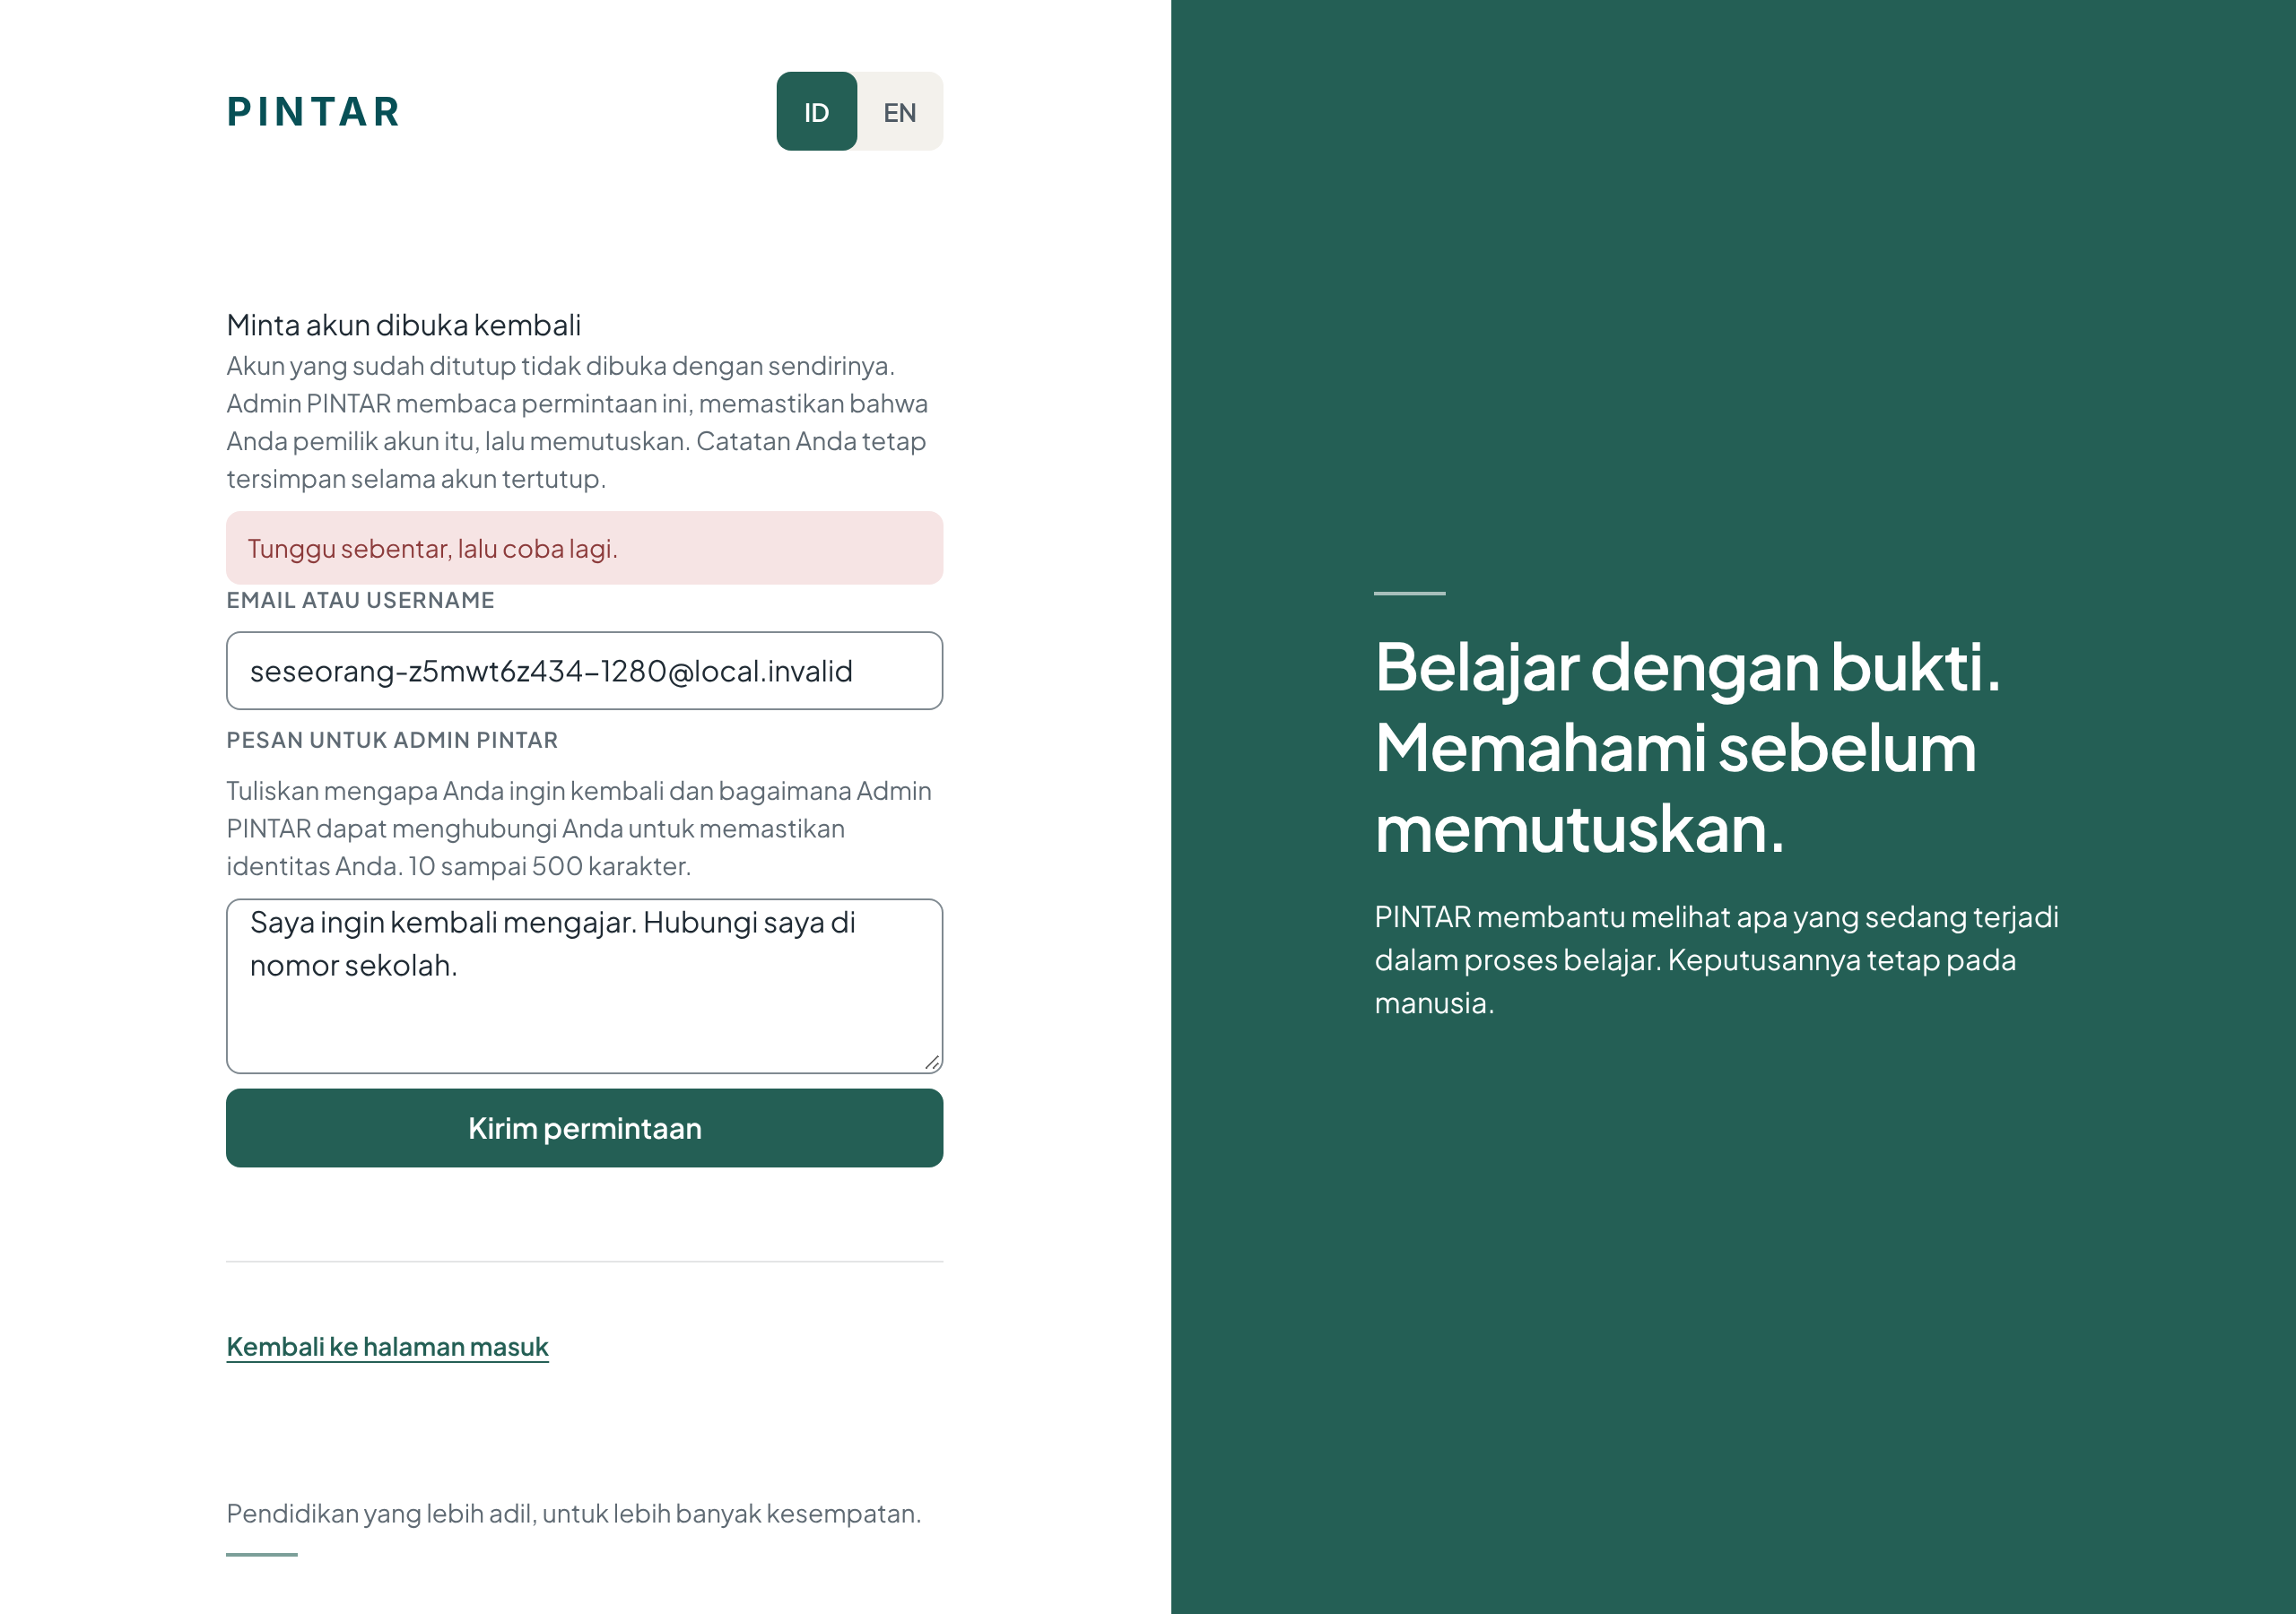 PINTAR
ID
EN
Minta akun dibuka kembali
Akun yang sudah ditutup tidak dibuka dengan sendirinya.
Admin PINTAR membaca permintaan ini, memastikan bahwa
Anda pemilik akun itu, lalu memutuskan. Catatan Anda tetap
tersimpan selama akun tertutup.
Tunggu sebentar, lalu coba lagi.
EMAIL ATAU USERNAME
seseorang-z5mwt6z434-1280@local.invalid
PESAN UNTUK ADMIN PINTAR
Tuliskan mengapa Anda ingin kembali dan bagaimana Admin
PINTAR dapat menghubungi Anda untuk memastikan
identitas Anda. 10 sampai 500 karakter.
Saya ingin kembali mengajar. Hubungi saya di
nomor sekolah.
Kirim permintaan
Kembali ke halaman masuk
Pendidikan yang lebih adil, untuk lebih banyak kesempatan.
Belajar dengan bukti.
Memahami sebelum
memutuskan.
PINTAR membantu melihat apa yang sedang terjadi
dalam proses belajar. Keputusannya tetap pada
manusia.